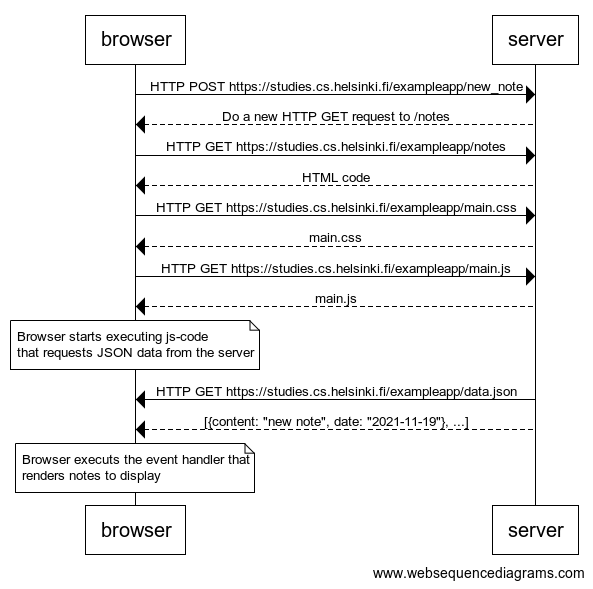 browser server
HTTP POST https://studies.cs.helsinki.fi/exampleapp/new_note
Do a new HTTP GET request to /notes
HTTP GET https://studies.cs.helsinki.fi/exampleapp/notes
HTML code
HTTP GET https://studies.cs.helsinki.fi/exampleapp/main.css
main.css
HTTP GET https://studies.cs.helsinki.fi/exampleapp/main.js
main.js
Browser starts executing js-code
that requests JSON data from the server
HTTP GET https://studies.cs.helsinki.fi/exampleapp/data.json
[{content: "new note", date: "2021-11-19"}, ...]
Browser executs the event handler that
renders notes to display
browser server
www.websequencediagrams.com